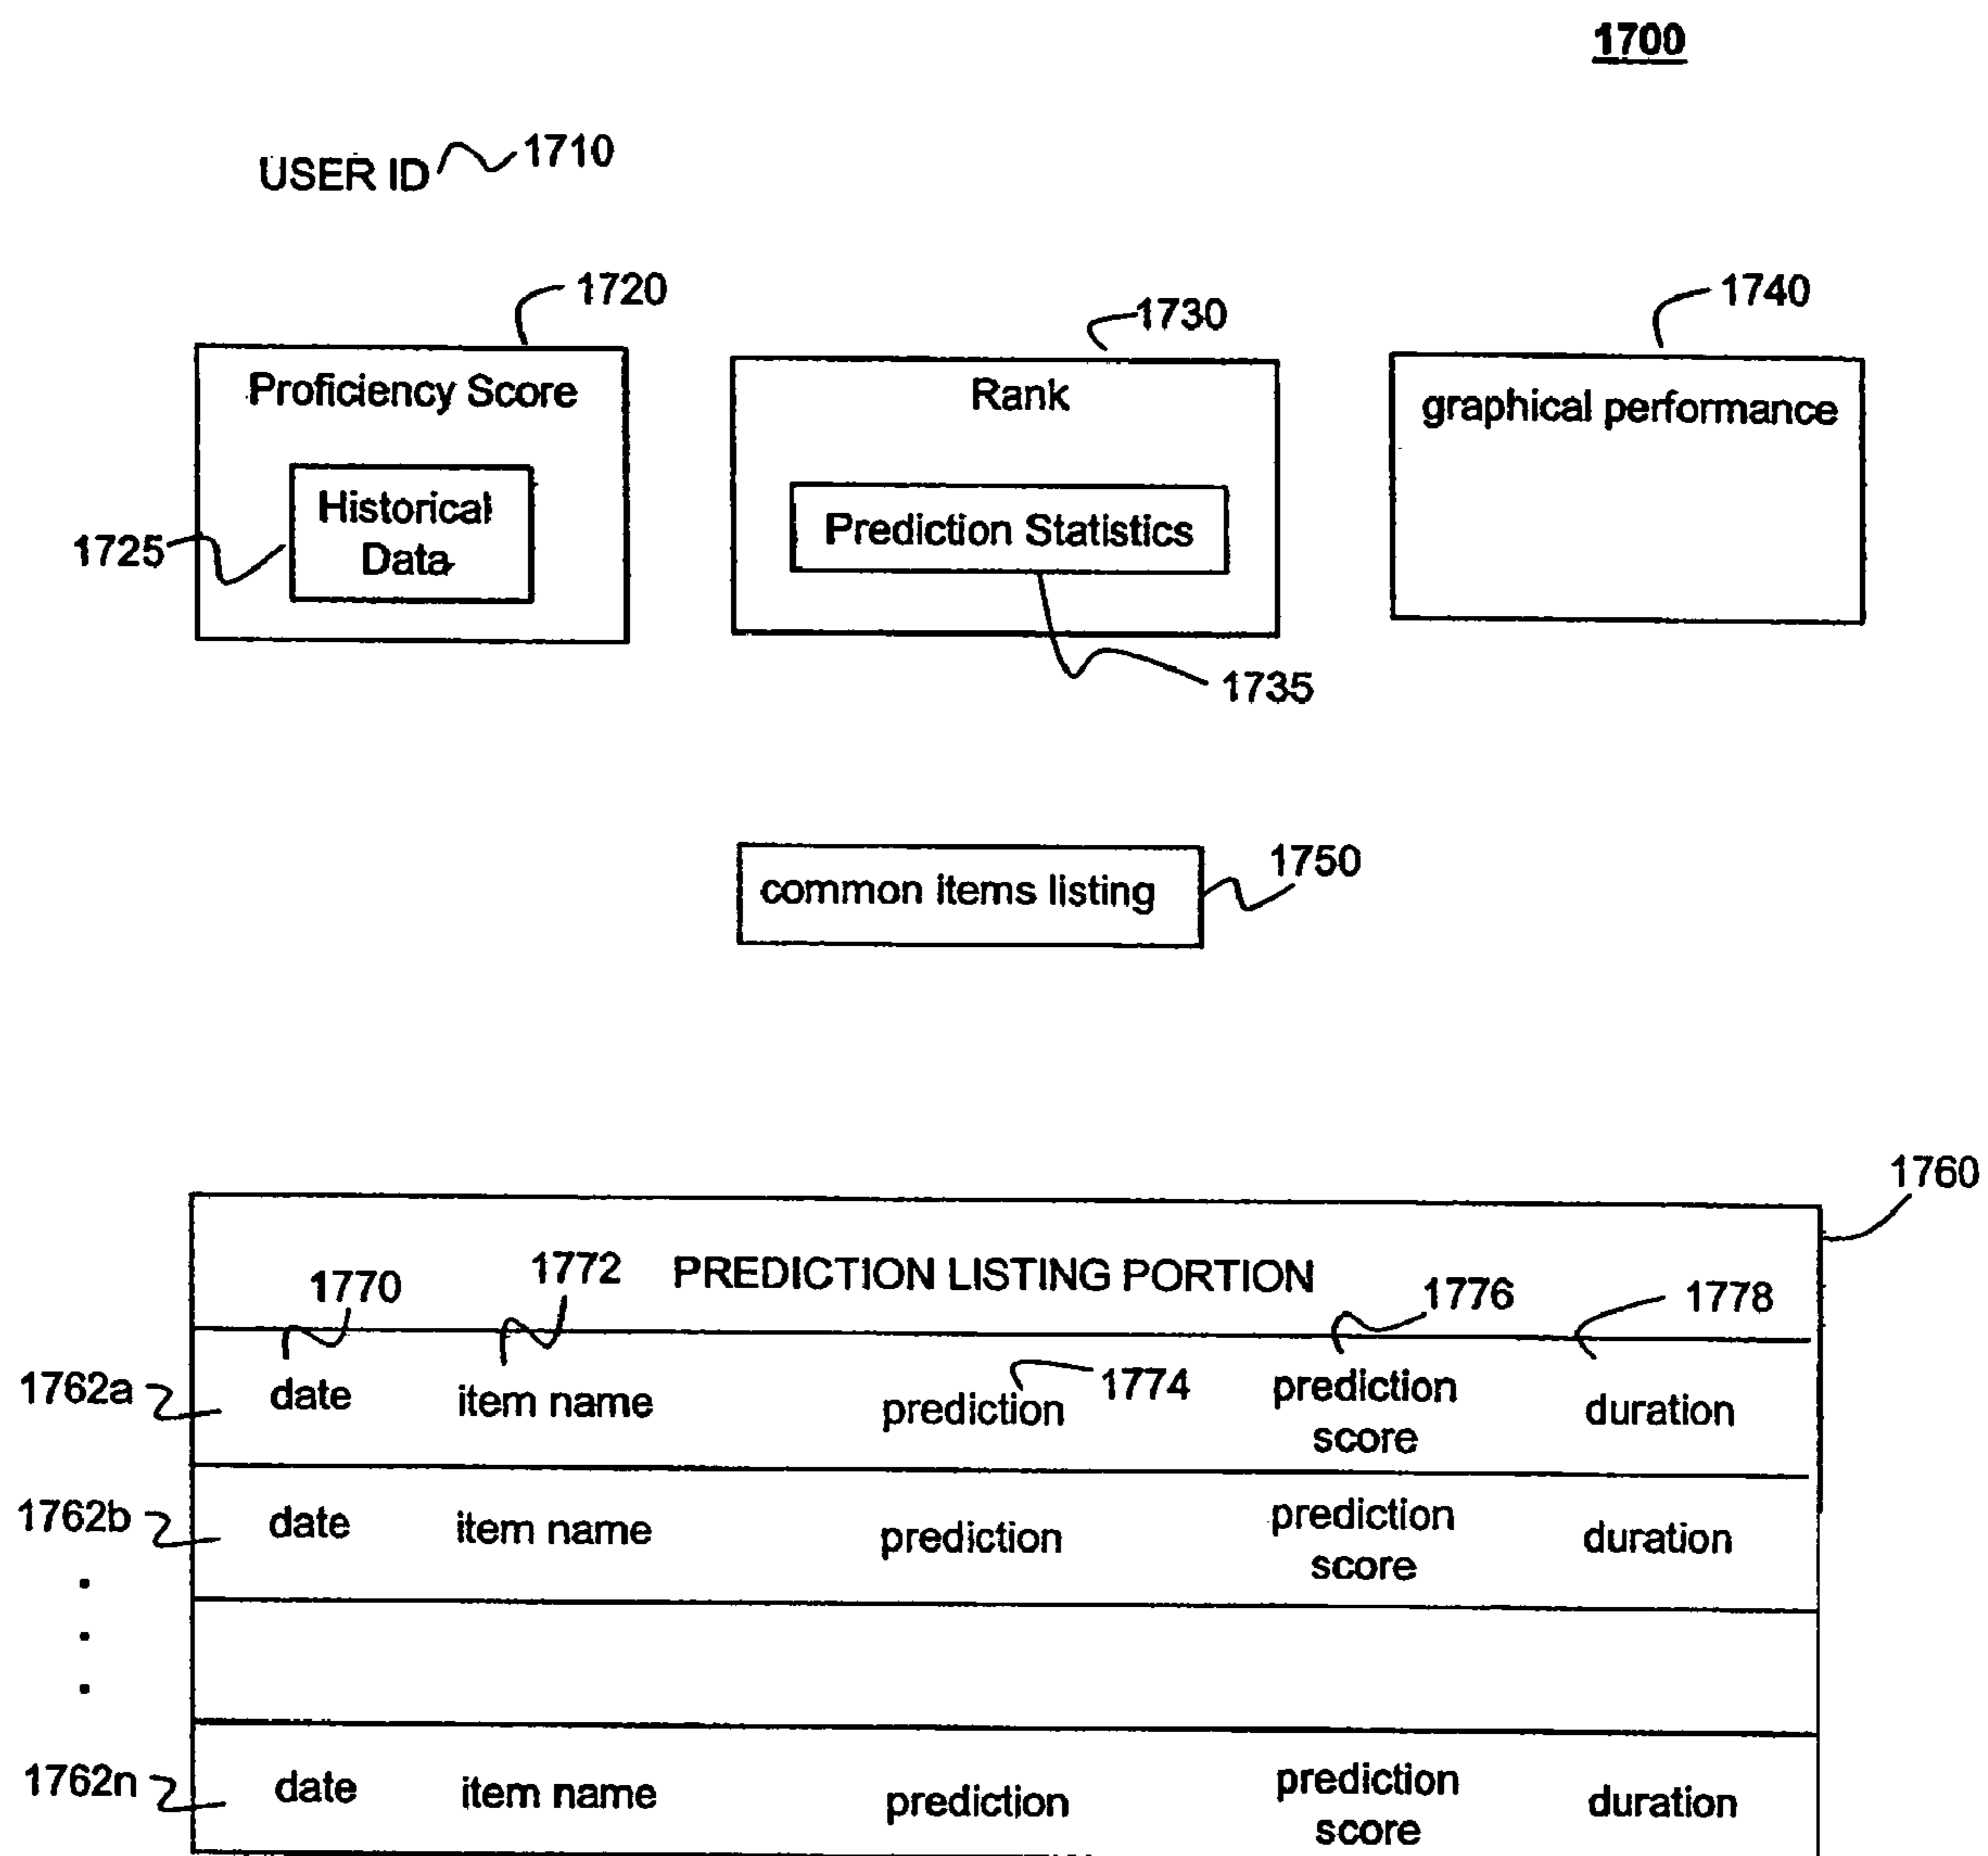 1700
USER ID 1710
1720
1730
1740
Proficiency Score
Rank
graphical performance
Historical
Data
1725
Prediction Statistics
1735
common items listing
1750
1760
PREDICTION LISTING PORTION
1770
1772
1776
1778
1762a
date
item name
prediction
1774
prediction
score
duration
1762b
date
item name
prediction
prediction
score
duration
1762n
date
item name
prediction
prediction
score
duration